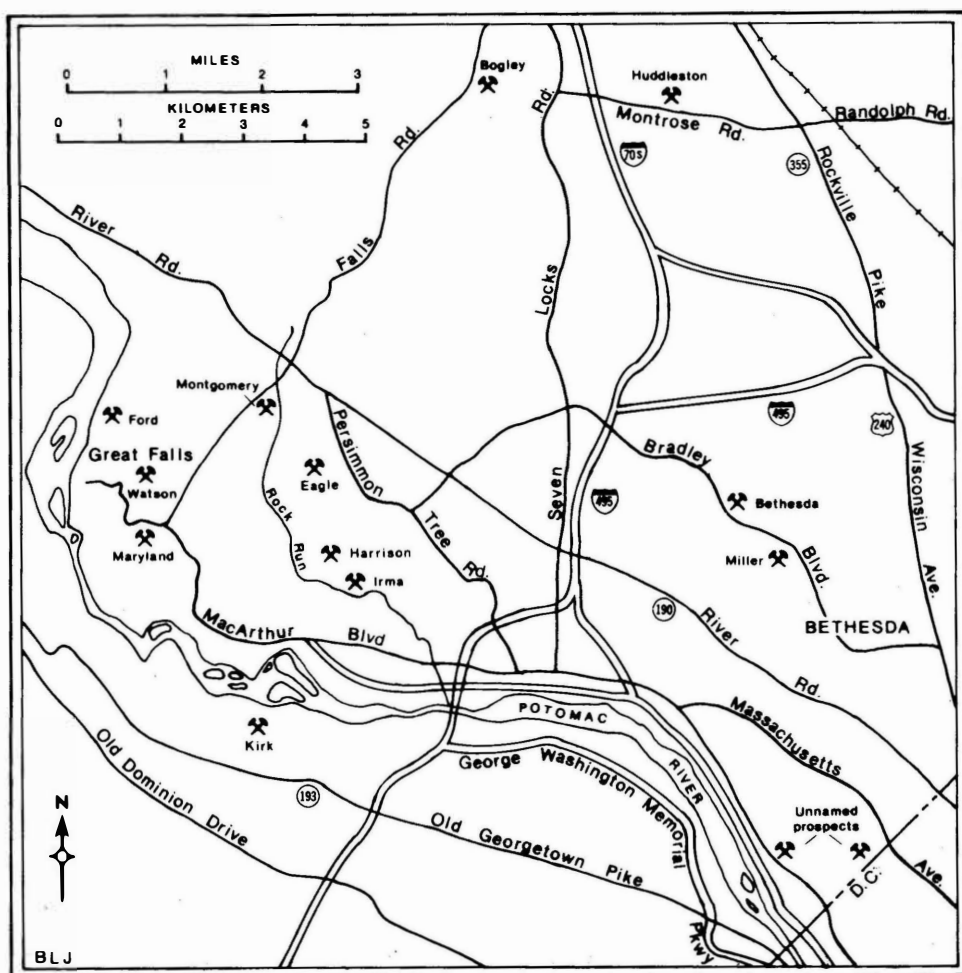 MILES
0 1 2 3
KILOMETERS
0 1 2 3 4 5
Bogley
Huddleston
Montrose Rd.
Randolph Rd.
70S
355
Rockville Pike
River Rd.
Falls Rd.
Seven Locks Rd.
Montgomery
Ford
Great Falls
Watson
Maryland
Eagle
Persimmon Tree Rd.
Rock Run
Harrison
Irma
495
240
Bradley Blvd.
Wisconsin Ave.
495
Bethesda
Miller
BETHESDA
190
River Rd.
MacArthur Blvd
POTOMAC RIVER
Massachusetts Ave.
Kirk
George Washington Memorial Pkwy
Old Dominion Drive
193
Old Georgetown Pike
Unnamed
prospects
D.C.
N
BLJ